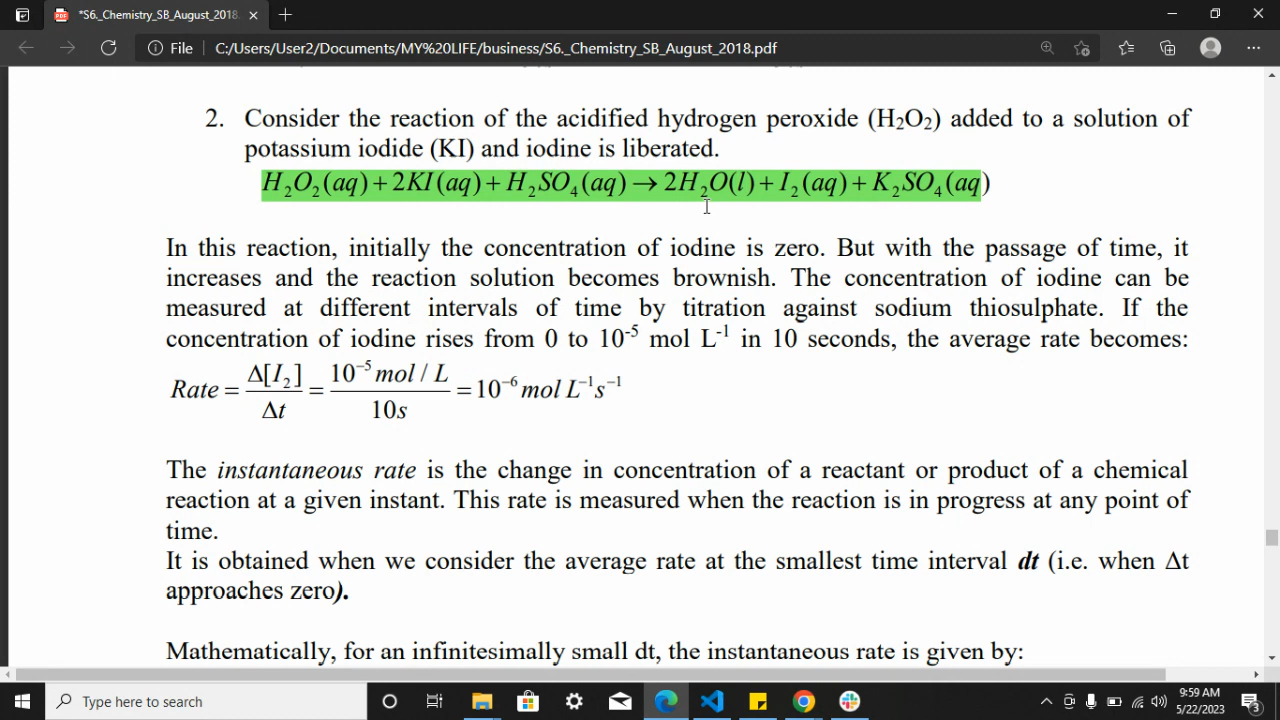 *S6._Chemistry_SB_August_2018.
File C:/Users/User2/Documents/MY%20LIFE/business/S6._Chemistry_SB_August_2018.pdf
2. Consider the reaction of the acidified hydrogen peroxide (H₂O₂) added to a solution of
potassium iodide (KI) and iodine is liberated.
H₂O₂(aq) + 2KI(aq) + H₂SO₄(aq) → 2H₂O(l) + I₂(aq) + K₂SO₄(aq)
In this reaction, initially the concentration of iodine is zero. But with the passage of time, it
increases and the reaction solution becomes brownish. The concentration of iodine can be
measured at different intervals of time by titration against sodium thiosulphate. If the
concentration of iodine rises from 0 to 10⁻⁵ mol L⁻¹ in 10 seconds, the average rate becomes:
Rate = Δ[I₂]/Δt = 10⁻⁵ mol / L/10s = 10⁻⁶ mol L⁻¹s⁻¹
The instantaneous rate is the change in concentration of a reactant or product of a chemical
reaction at a given instant. This rate is measured when the reaction is in progress at any point of
time.
It is obtained when we consider the average rate at the smallest time interval dt (i.e. when Δt
approaches zero).
Mathematically, for an infinitesimally small dt, the instantaneous rate is given by:
Type here to search
9:59 AM
5/22/2023
3